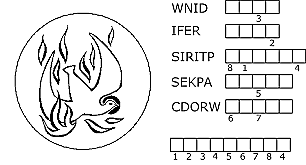 WNID
3
IFER
2
SIRITP
8 1 4
SEKPA
5
CDORW
6 7
1 2 3 4 5 6 7 8 4